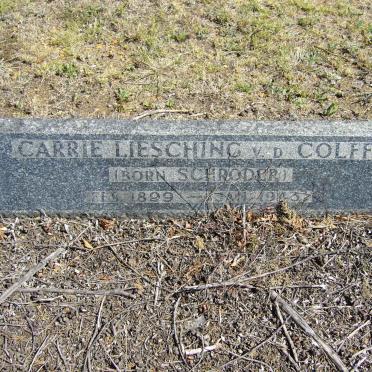 CARRIE LIESCHING V. D. COLFF
(BORN SCHRODER)
1899